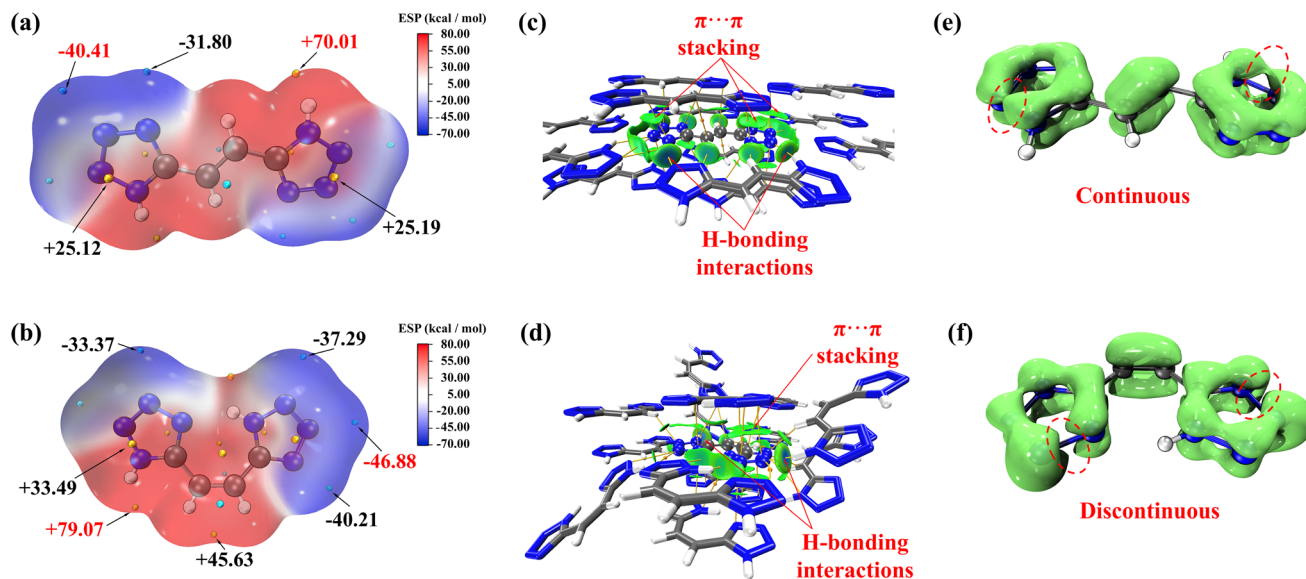 (a)
-40.41
-31.80
+70.01
+25.12
+25.19
ESP (kcal / mol)
80.00
55.00
30.00
5.000
-20.00
-45.00
-70.00
(c)
π···π
stacking
H-bonding
interactions
(e)
Continuous
(b)
-33.37
-37.29
+33.49
-46.88
+79.07
-40.21
+45.63
ESP (kcal / mol)
80.00
55.00
30.00
5.000
-20.00
-45.00
-70.00
(d)
π···π
stacking
H-bonding
interactions
(f)
Discontinuous